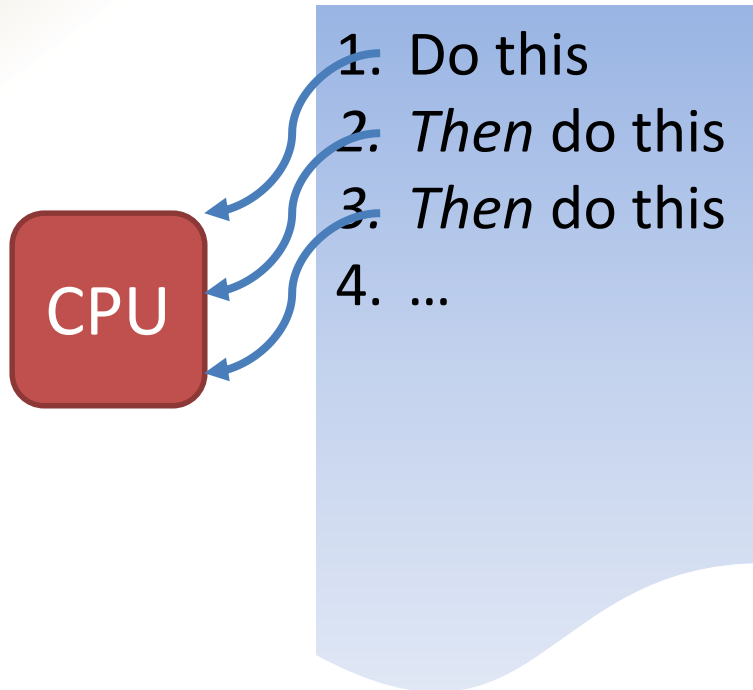 1. Do this
2. Then do this
3. Then do this
4. ...
CPU